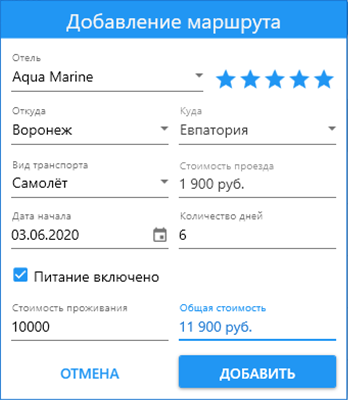 Добавление маршрута
Отель
Aqua Marine
Откуда
Куда
Воронеж
Евпатория
Вид транспорта
Стоимость проезда
Самолёт
1 900 руб.
Дата начала
Количество дней
03.06.2020
6
Питание включено
Стоимость проживания
Общая стоимость
10000
11 900 руб.
ОТМЕНА
ДОБАВИТЬ